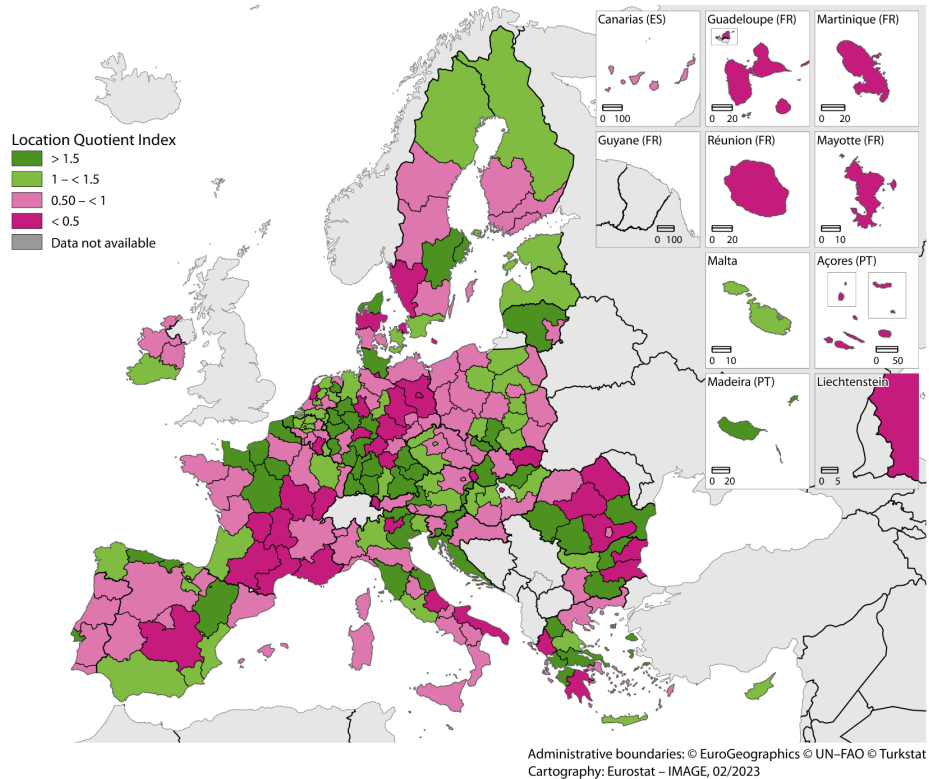 Canarias (ES)
0 100
Guadeloupe (FR)
0 20
Martinique (FR)
0 20
Location Quotient Index
> 1.5
1 – < 1.5
0.50 – < 1
< 0.5
Data not available
Guyane (FR)
0 100
Réunion (FR)
0 20
Mayotte (FR)
0 10
Malta
0 10
Açores (PT)
0 50
Madeira (PT)
0 20
Liechtenstein
0 5
Administrative boundaries: © EuroGeographics © UN–FAO © Turkstat
Cartography: Eurostat – IMAGE, 02/2023